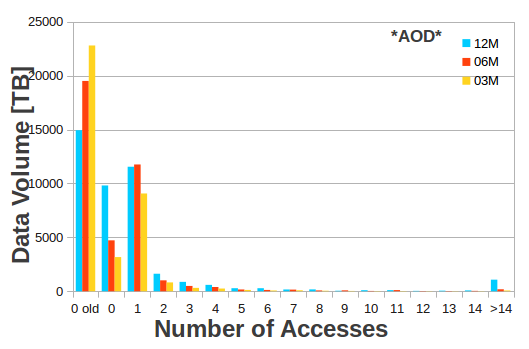 *AOD*
12M
06M
03M
Data Volume [TB]
25000
20000
15000
10000
5000
0
0 old 0 1 2 3 4 5 6 7 8 9 10 11 12 13 14 >14
Number of Accesses